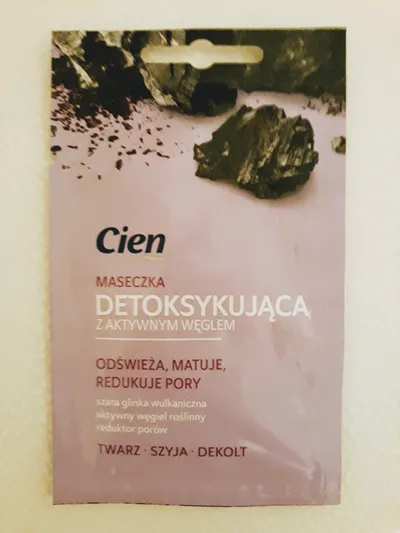 Cien
MASECZKA
DETOKSYKUJĄCA
Z AKTYWNYM WĘGLEM
ODŚWIEŻA, MATUJE,
REDUKUJE PORY
szara glinka wulkaniczna
aktywny węgiel roślinny
reduktor porów
TWARZ · SZYJA · DEKOLT